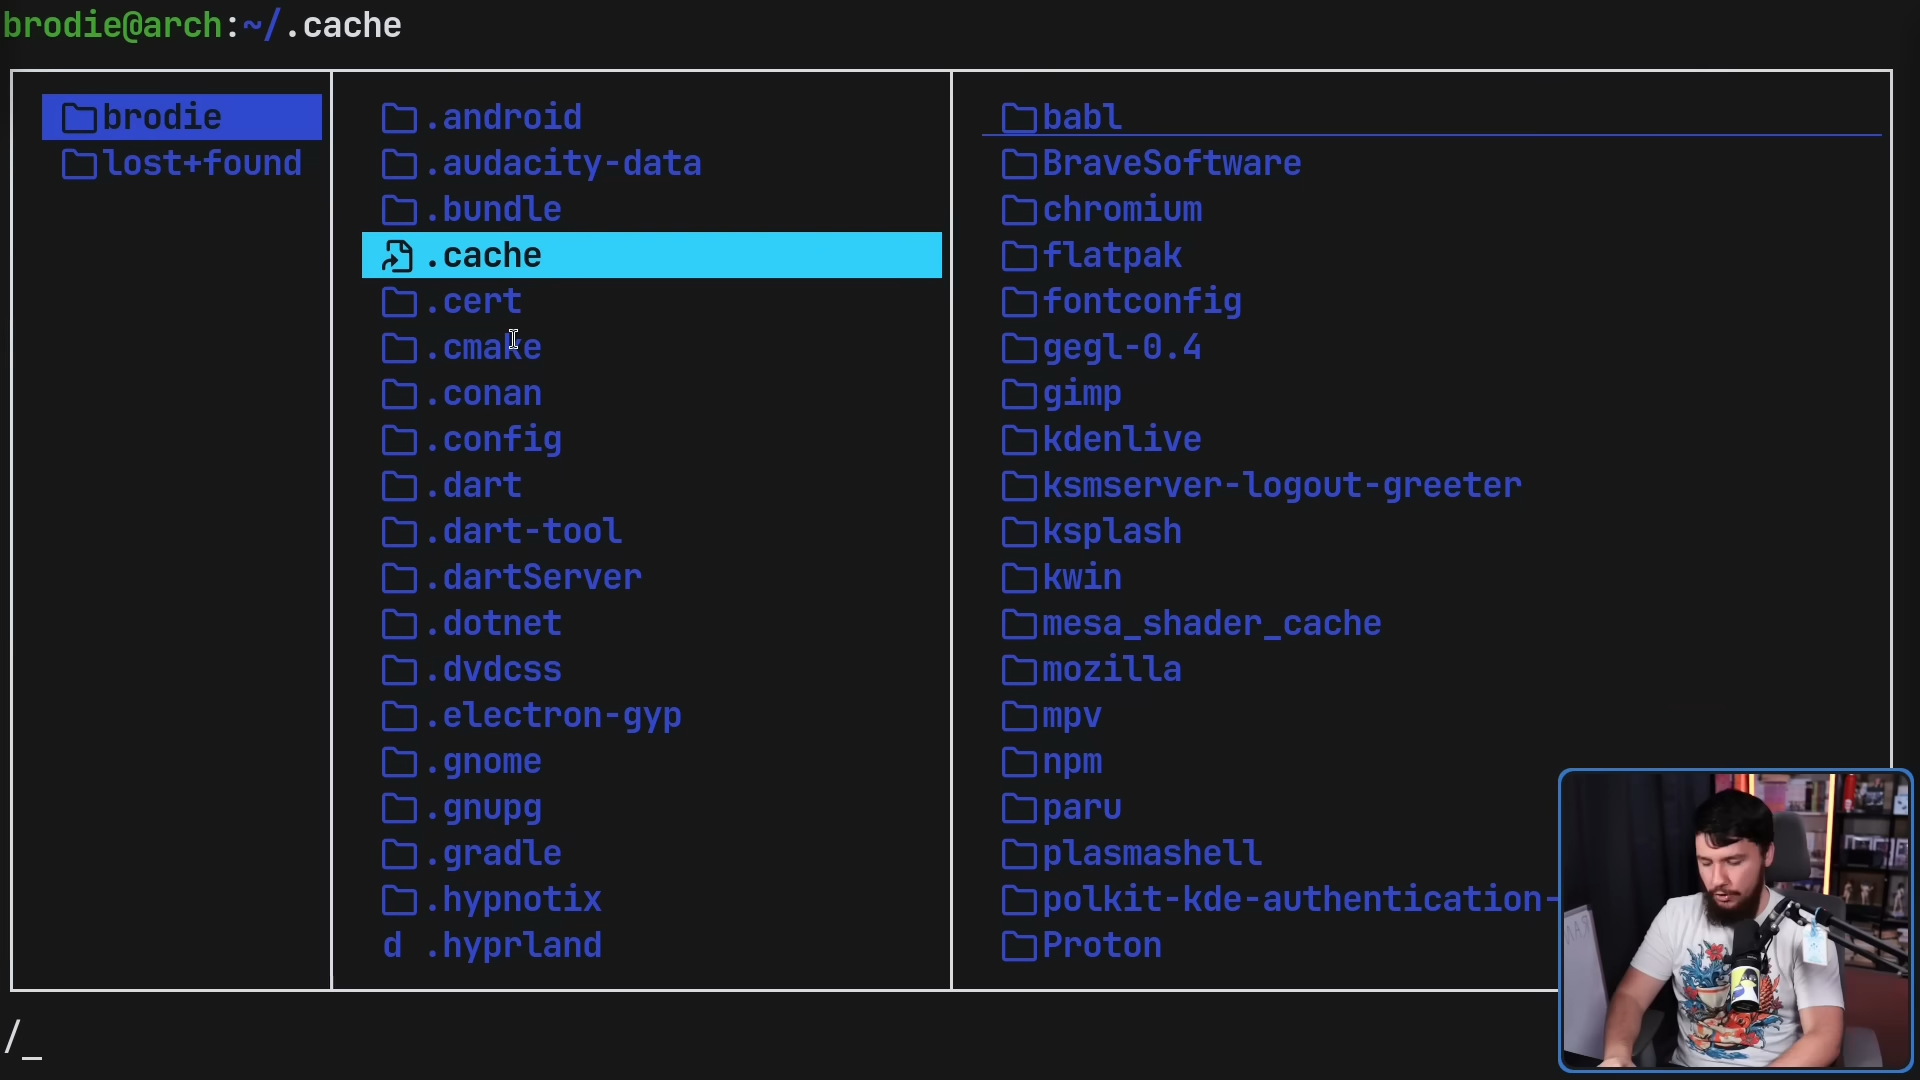 brodie@arch:~/.cache
brodie
lost+found
.android
.audacity-data
.bundle
.cache
.cert
.cmake
.conan
.config
.dart
.dart-tool
.dartServer
.dotnet
.dvdcss
.electron-gyp
.gnome
.gnupg
.gradle
.hypnotix
d .hyprland
babl
BraveSoftware
chromium
flatpak
fontconfig
gegl-0.4
gimp
kdenlive
ksmserver-logout-greeter
ksplash
kwin
mesa_shader_cache
mozilla
mpv
npm
paru
plasmashell
polkit-kde-authentication-
Proton
/_